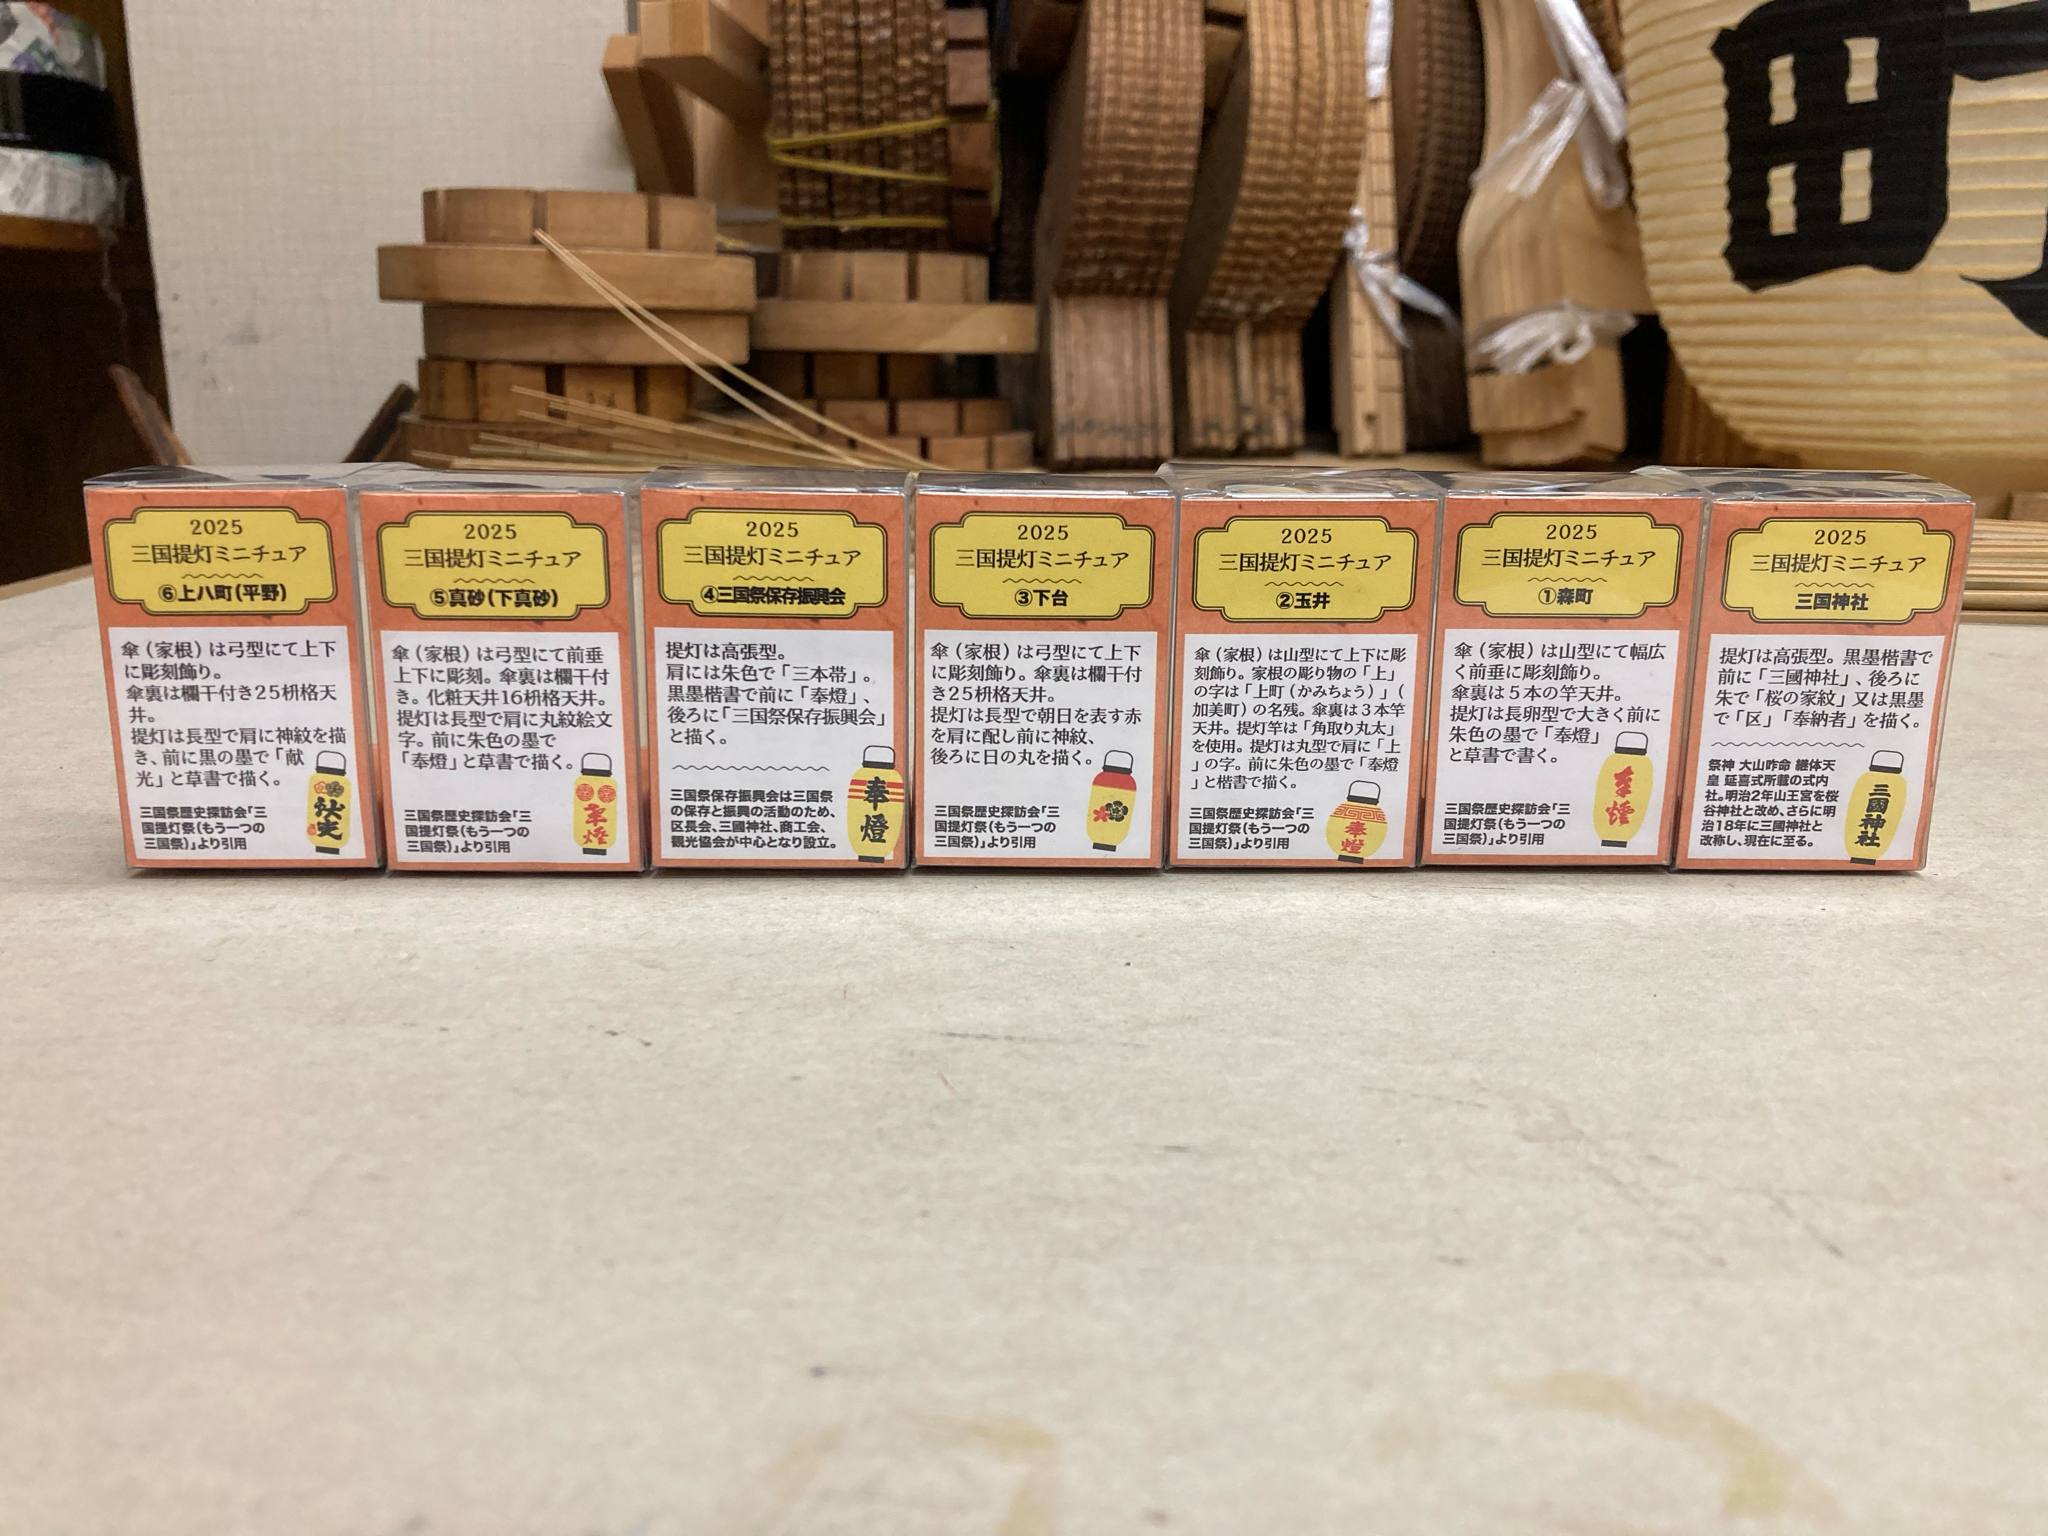 2025
三国提灯ミニチュア
⑥上八町(平野)
傘（家根）は弓型にて上下
に彫刻飾り。
傘裏は欄干付き25枡格天
井。
提灯は長型で肩に神紋を描
き、前に黒の墨で「献
光」と草書で描く。
三国祭歴史探訪会「三
国提灯祭(もう一つの
三国祭)」より引用
2025
三国提灯ミニチュア
⑤真砂(下真砂)
傘（家根）は弓型にて前垂
上下に彫刻。傘裏は欄干付
き。化粧天井16枡格天井。
提灯は長型で肩に丸紋絵文
字。前に朱色の墨で
「奉燈」と草書で描く。
奉燈
三国祭歴史探訪会「三
国提灯祭(もう一つの
三国祭)」より引用
2025
三国提灯ミニチュア
④三国祭保存振興会
提灯は高張型。
肩には朱色で「三本帯」。
黒墨楷書で前に「奉燈」、
後ろに「三国祭保存振興会」
と描く。
三国祭保存振興会は三国祭
の保存と振興の活動のため、
区長会、三國神社、商工会、
観光協会が中心となり設立。
奉燈
2025
三国提灯ミニチュア
③下台
傘（家根）は弓型にて上下
に彫刻飾り。傘裏は欄干付
き25枡格天井。
提灯は長型で朝日を表す赤
を肩に配し前に神紋、
後ろに日の丸を描く。
三国祭歴史探訪会「三
国提灯祭(もう一つの
三国祭)」より引用
2025
三国提灯ミニチュア
②玉井
傘（家根）は山型にて上下に彫
刻飾り。家根の彫り物の「上」
の字は「上町（かみちょう）」（
加美町）の名残。傘裏は３本竿
天井。提灯竿は「角取り丸太」
を使用。提灯は丸型で肩に「上
」の字。前に朱色の墨で「奉燈
」と楷書で描く。
三国祭歴史探訪会「三
国提灯祭(もう一つの
三国祭)」より引用
奉燈
2025
三国提灯ミニチュア
①森町
傘（家根）は山型にて幅広
く前垂に彫刻飾り。
傘裏は５本の竿天井。
提灯は長卵型で大きく前に
朱色の墨で「奉燈」
と草書で書く。
三国祭歴史探訪会「三
国提灯祭(もう一つの
三国祭)」より引用
奉燈
2025
三国提灯ミニチュア
三国神社
提灯は高張型。黒墨楷書で
前に「三國神社」、後ろに
朱で「桜の家紋」又は黒墨
で「区」「奉納者」を描く。
祭神 大山咋命 継体天
皇 延喜式所載の式内
社。明治2年山王宮を桜
谷神社と改め、さらに明
治18年に三國神社と
改称し、現在に至る。
三國神社